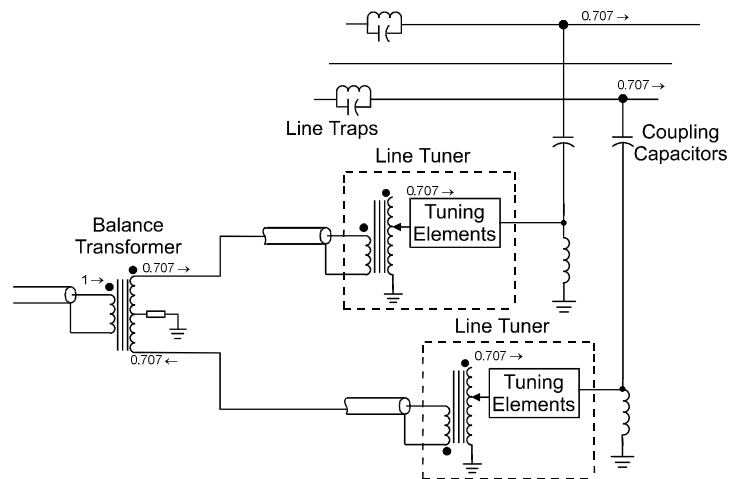 0.707 →
0.707 →
Line Traps
Coupling
Capacitors
Line Tuner
0.707 →
Tuning
Elements
Balance
Transformer
0.707 →
1 →
0.707 ←
Line Tuner
0.707 →
Tuning
Elements